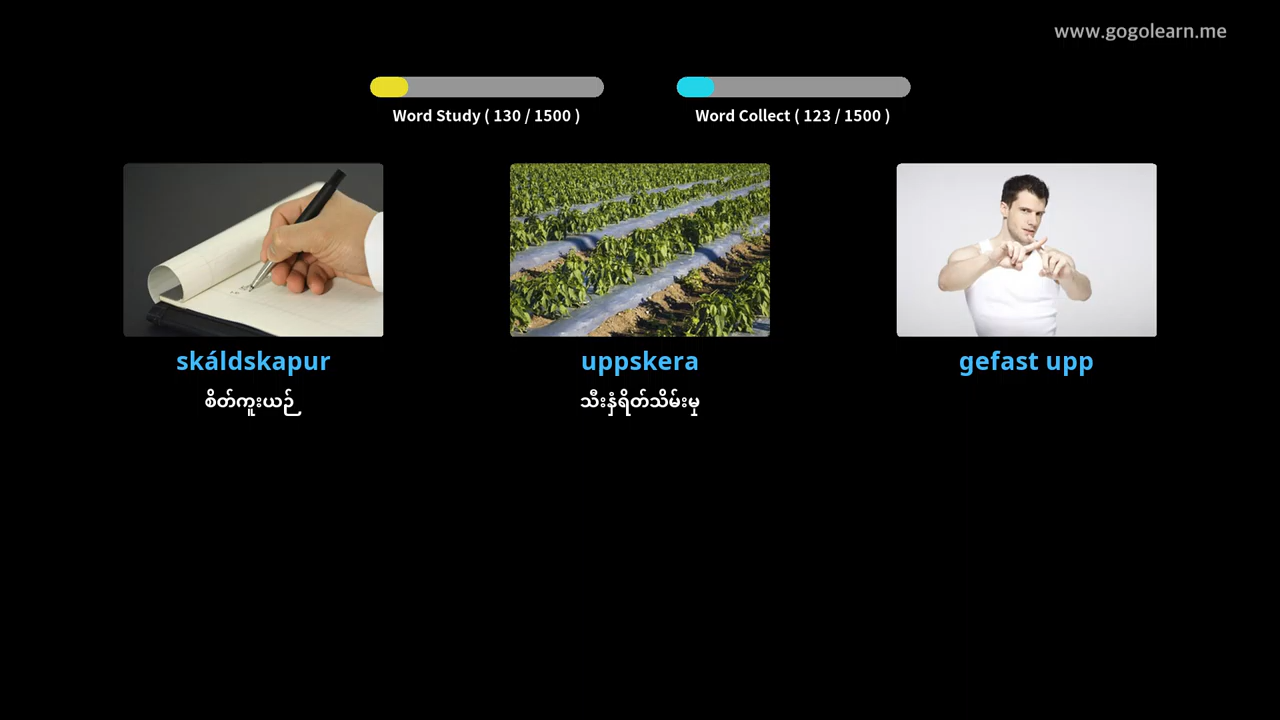 www.gogolearn.me
Word Study ( 130 / 1500 )
Word Collect ( 123 / 1500 )
skáldskapur
uppskera
gefast upp
စိတ်ကူးယဉ်
သီးနှံရိတ်သိမ်းမှု